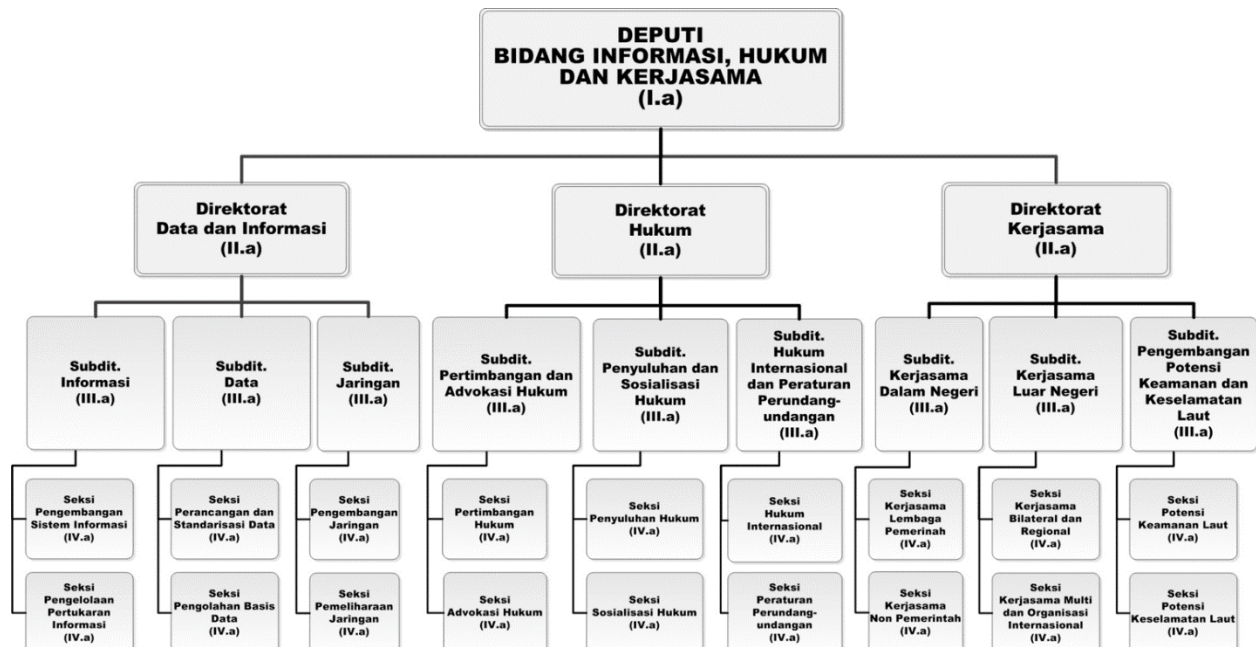 DEPUTI
BIDANG INFORMASI, HUKUM
DAN KERJASAMA
(I.a)
Direktorat
Data dan Informasi
(II.a)
Direktorat
Hukum
(II.a)
Direktorat
Kerjasama
(II.a)
Subdit.
Informasi
(III.a)
Subdit.
Data
(III.a)
Subdit.
Jaringan
(III.a)
Subdit.
Pertimbangan dan
Advokasi Hukum
(III.a)
Subdit.
Penyuluhan dan
Sosialisasi
Hukum
(III.a)
Subdit.
Hukum
Internasional
dan Peraturan
Perundang-
undangan
(III.a)
Subdit.
Kerjasama
Dalam Negeri
(III.a)
Subdit.
Kerjasama
Luar Negeri
(III.a)
Subdit.
Pengembangan
Potensi
Keamanan dan
Keselamatan
Laut
(III.a)
Seksi
Pengembangan
Sistem Informasi
(IV.a)
Seksi
Perancangan dan
Standarisasi Data
(IV.a)
Seksi
Pengembangan
Jaringan
(IV.a)
Seksi
Pertimbangan
Hukum
(IV.a)
Seksi
Penyuluhan Hukum
(IV.a)
Seksi
Hukum
Internasional
(IV.a)
Seksi
Kerjasama
Lembaga
Pemerinah
(IV.a)
Seksi
Kerjasama
Bilateral dan
Regional
(IV.a)
Seksi
Potensi
Keamanan Laut
(IV.a)
Seksi
Pengelolaan
Pertukaran
Informasi
(IV.a)
Seksi
Pengolahan Basis
Data
(IV.a)
Seksi
Pemeliharaan
Jaringan
(IV.a)
Seksi
Advokasi Hukum
(IV.a)
Seksi
Sosialisasi Hukum
(IV.a)
Seksi
Peraturan
Perundang-
undangan
(IV.a)
Seksi
Kerjasama
Non Pemerintah
(IV.a)
Seksi
Kerjasama Multi
dan Organisasi
Internasional
(IV.a)
Seksi
Potensi
Keselamatan Laut
(IV.a)